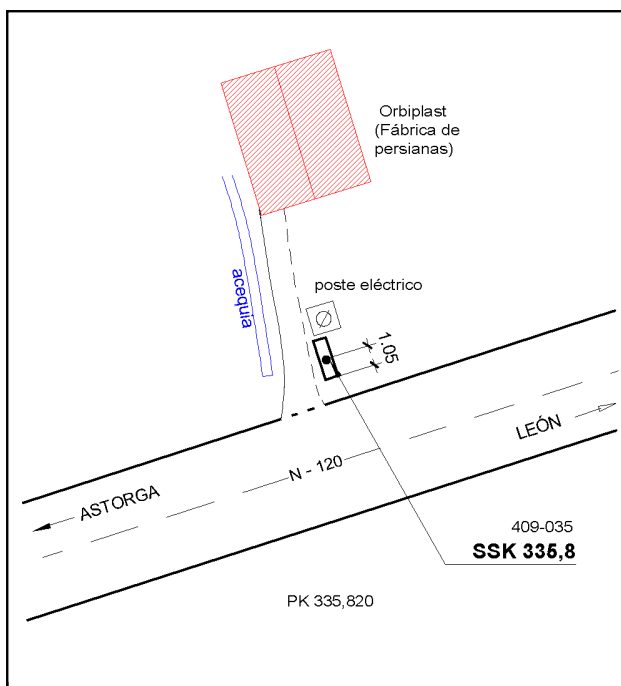 Orbiplast
(Fábrica de
persianas)
acequia
poste eléctrico
1.05
LEÓN
N - 120
ASTORGA
409-035
SSK 335,8
PK 335,820